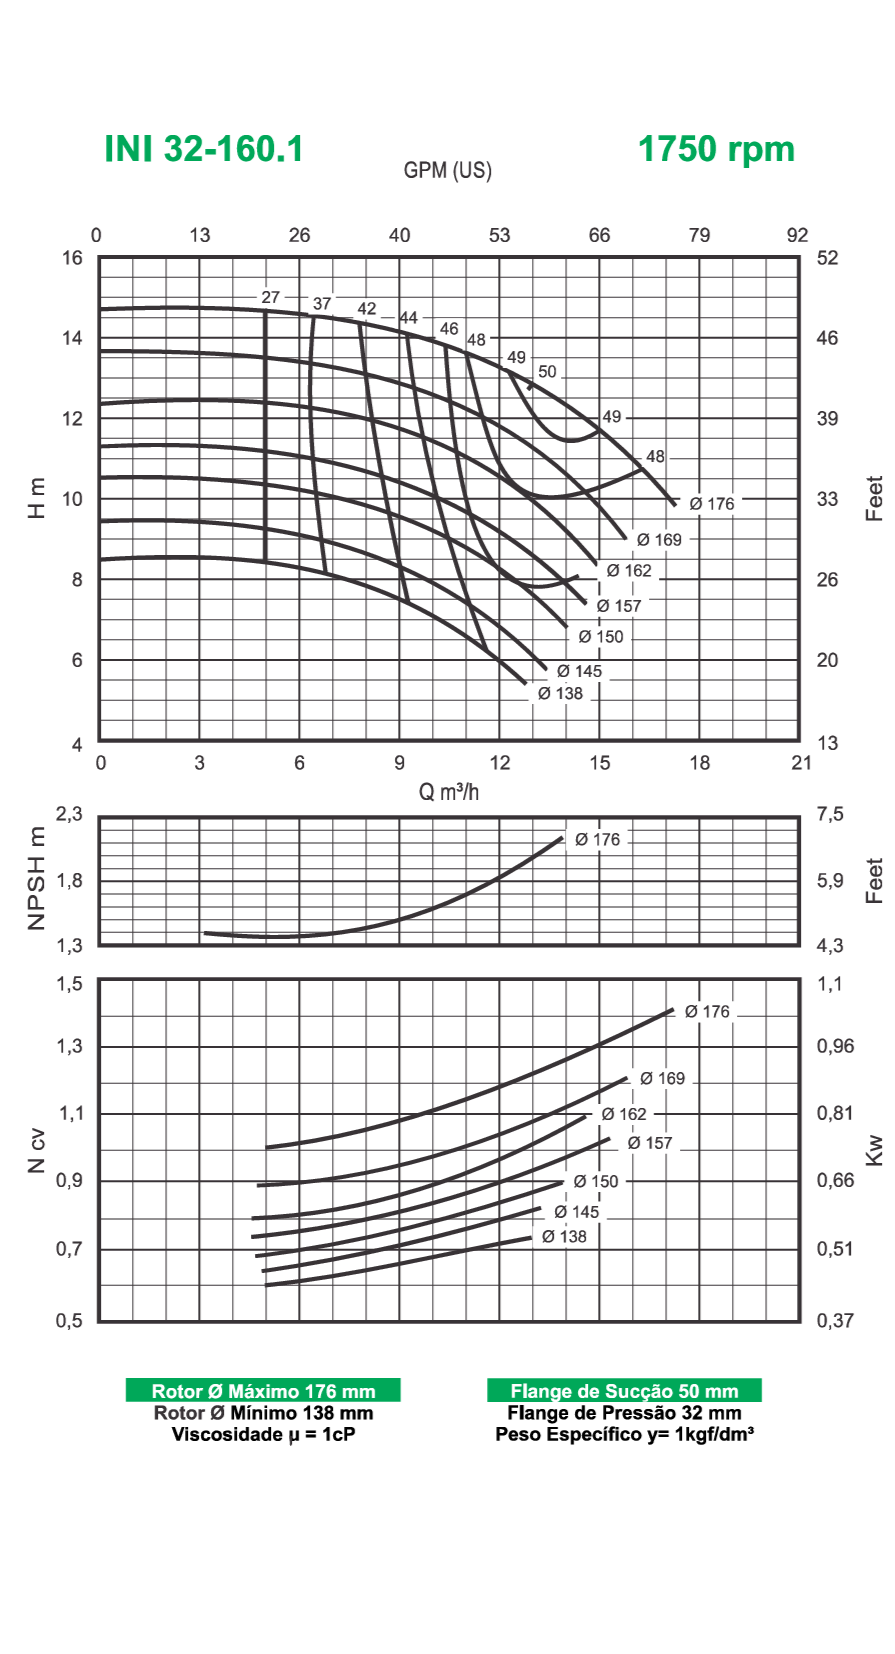 INI 32-160.1 1750 rpm
GPM (US)
0 13 26 40 53 66 79 92
16 52
27 37 42 44 46 48 49 50
14 46
12 49 39
48
H m 10 Ø 176 33 Feet
Ø 169
8 Ø 162 26
Ø 157
Ø 150
6 Ø 145 20
Ø 138
4 13
0 3 6 9 12 15 18 21
Q m³/h
2,3 7,5
Ø 176
NPSH m 1,8 5,9 Feet
1,3 4,3
1,5 1,1
Ø 176
1,3 0,96
Ø 169
1,1 Ø 162 0,81
N cv Ø 157 Kw
0,9 Ø 150 0,66
Ø 145
0,7 Ø 138 0,51
0,5 0,37
Rotor Ø Máximo 176 mm Flange de Sucção 50 mm
Rotor Ø Mínimo 138 mm Flange de Pressão 32 mm
Viscosidade µ = 1cP Peso Específico y= 1kgf/dm³